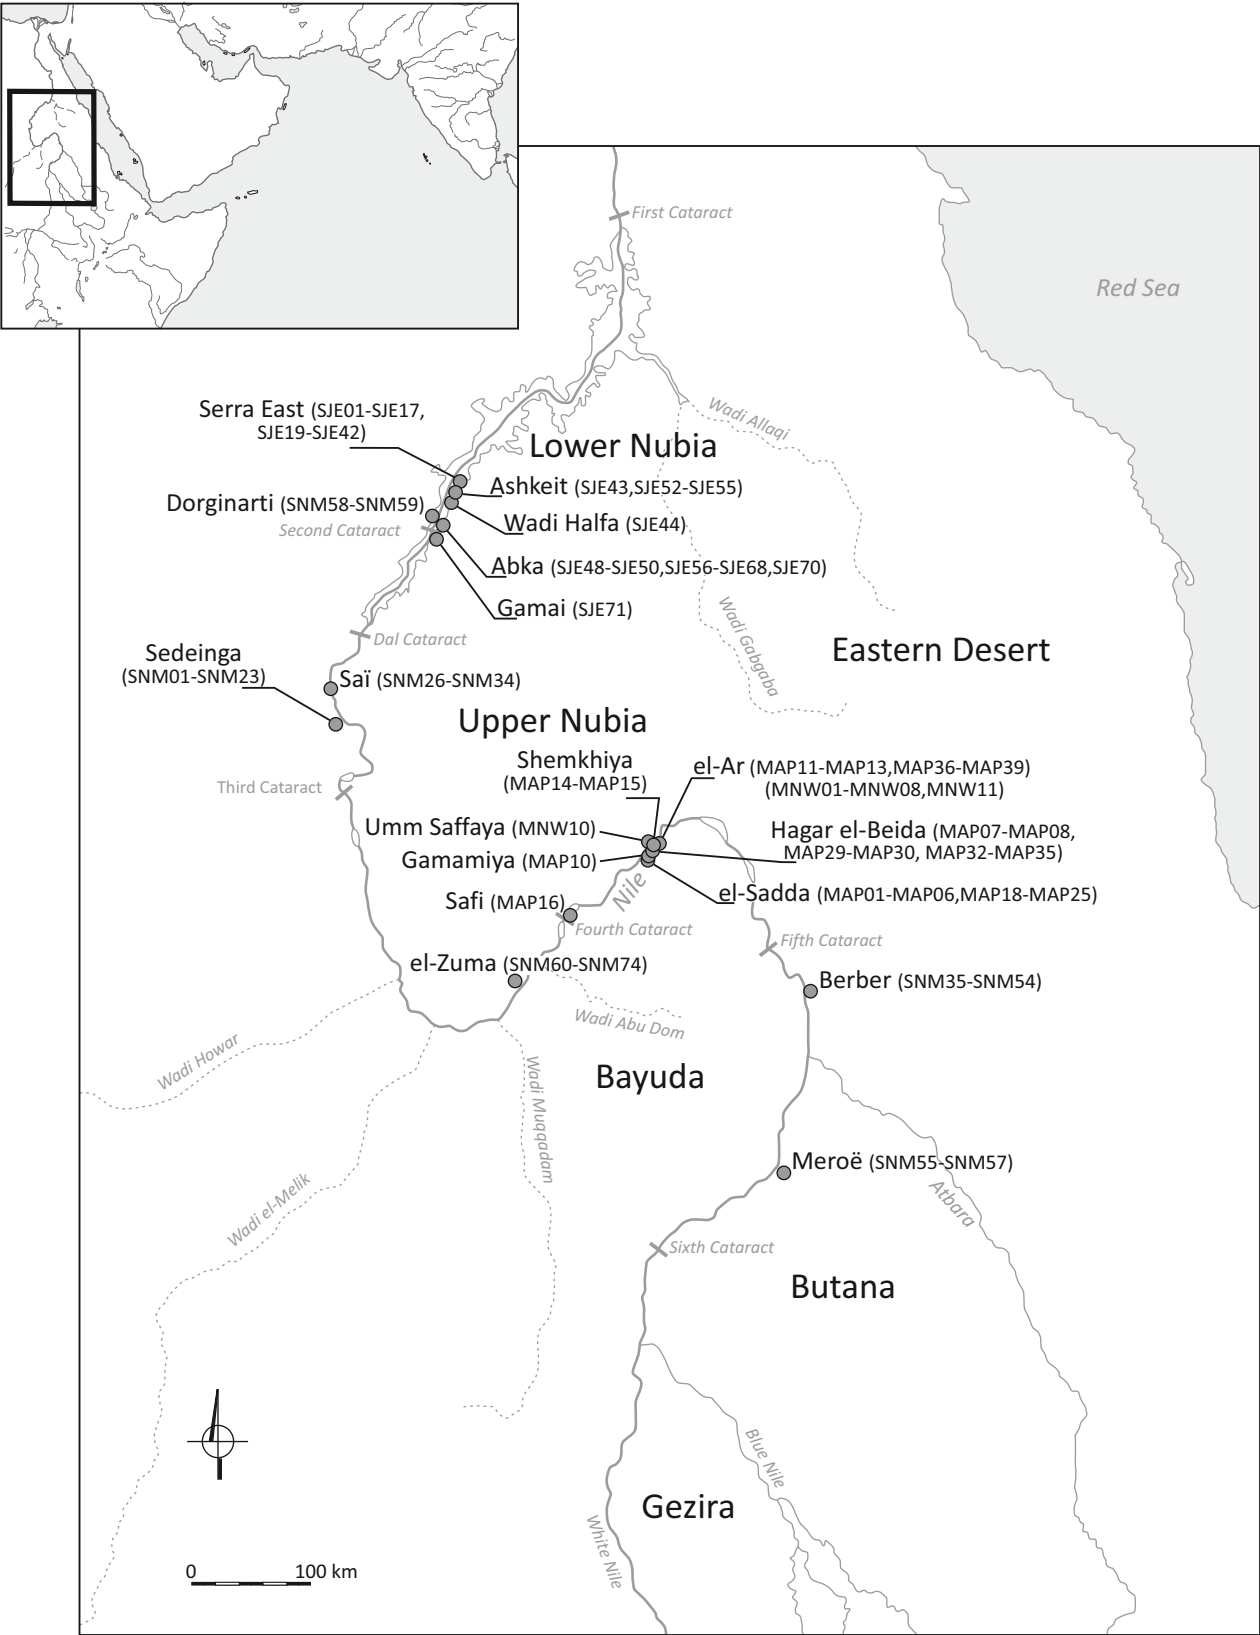 First Cataract
Red Sea
Wadi Allaqi
Serra East (SJE01-SJE17,
SJE19-SJE42)
Lower Nubia
Ashkeit (SJE43,SJE52-SJE55)
Dorginarti (SNM58-SNM59)
Wadi Halfa (SJE44)
Second Cataract
Abka (SJE48-SJE50,SJE56-SJE68,SJE70)
Gamai (SJE71)
Wadi Gabgaba
Dal Cataract
Eastern Desert
Sedeinga
(SNM01-SNM23)
Saï (SNM26-SNM34)
Upper Nubia
Shemkhiya
(MAP14-MAP15)
el-Ar (MAP11-MAP13,MAP36-MAP39)
(MNW01-MNW08,MNW11)
Third Cataract
Umm Saffaya (MNW10)
Hagar el-Beida (MAP07-MAP08,
MAP29-MAP30, MAP32-MAP35)
Gamamiya (MAP10)
Nile
el-Sadda (MAP01-MAP06,MAP18-MAP25)
Safi (MAP16)
Fourth Cataract
Fifth Cataract
el-Zuma (SNM60-SNM74)
Berber (SNM35-SNM54)
Wadi Abu Dom
Wadi Howar
Bayuda
Wadi Muqqadam
Meroë (SNM55-SNM57)
Atbara
Wadi el-Melik
Sixth Cataract
Butana
Blue Nile
Gezira
White Nile
0 100 km